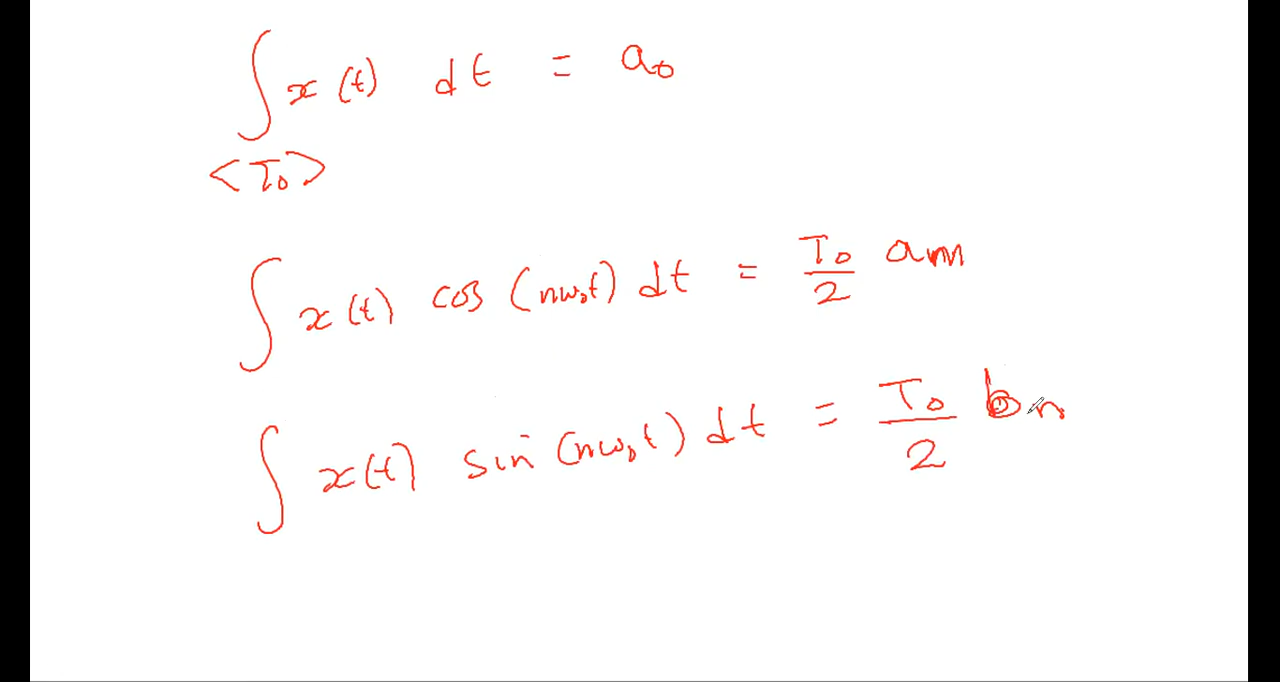 ∫ x(t) dt = a₀
<T₀>
∫ x(t) cos (nω₀t) dt = T₀/2 am
∫ x(t) sin (nω₀t) dt = T₀/2 bn